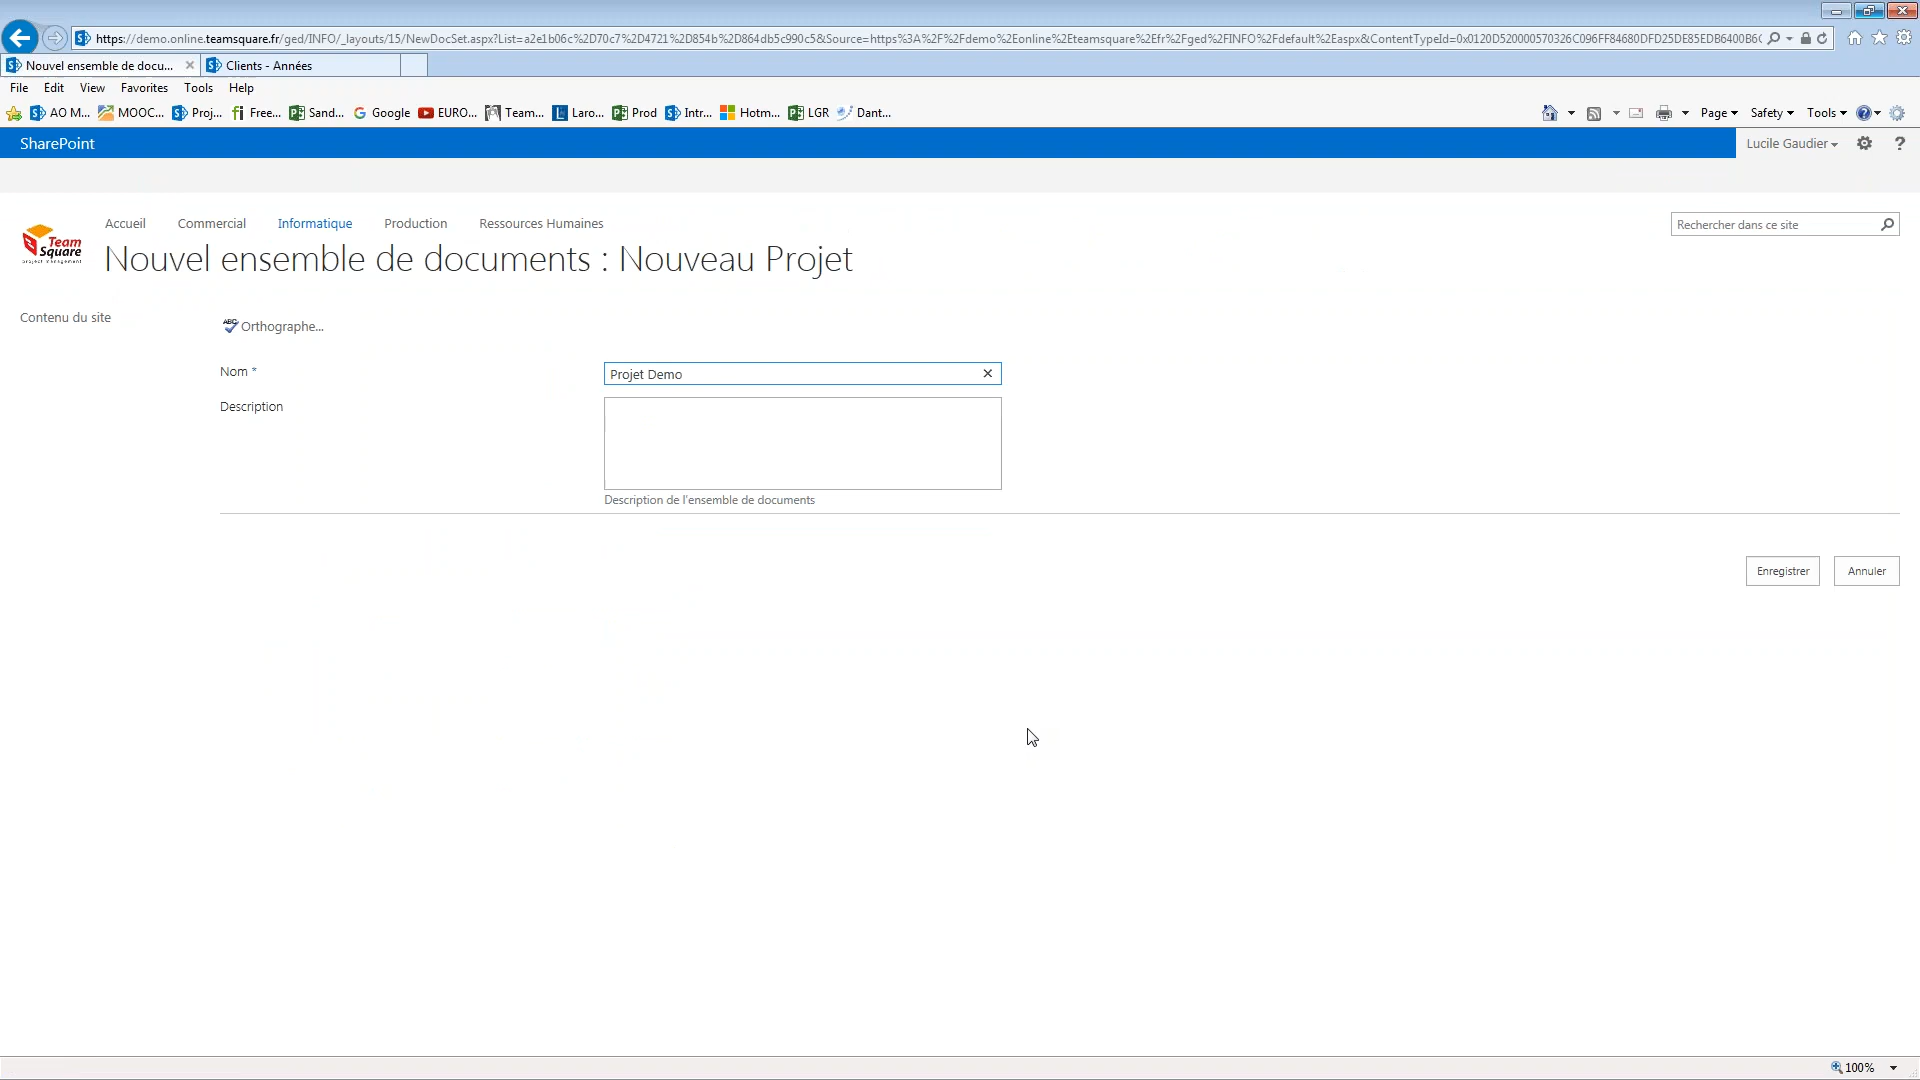 https://demo.online.teamsquare.fr/ged/INFO/_layouts/15/NewDocSet.aspx?List=a2e1b06c%2D70c7%2D4721%2D854b%2D864db5c990c5&Source=https%3A%2F%2Fdemo%2Eonline%2Eteamsquare%2Efr%2Fged%2FINFO%2Fdefault%2Easpx&ContentTypeId=0x0120D520000570326C096FF84680DFD25DE85EDB6400B6C
Nouvel ensemble de docu... Clients - Années
File Edit View Favorites Tools Help
AO M... MOOC... Proj... Free... Sand... Google EURO... Team... Laro... Prod Intr... Hotm... LGR Dant... Page Safety Tools
SharePoint Lucile Gaudier ?
Accueil Commercial Informatique Production Ressources Humaines Rechercher dans ce site
Team
Square
project management
Nouvel ensemble de documents : Nouveau Projet
Contenu du site
ABC Orthographe...
Nom * Projet Demo
Description
Description de l'ensemble de documents
Enregistrer Annuler
100%